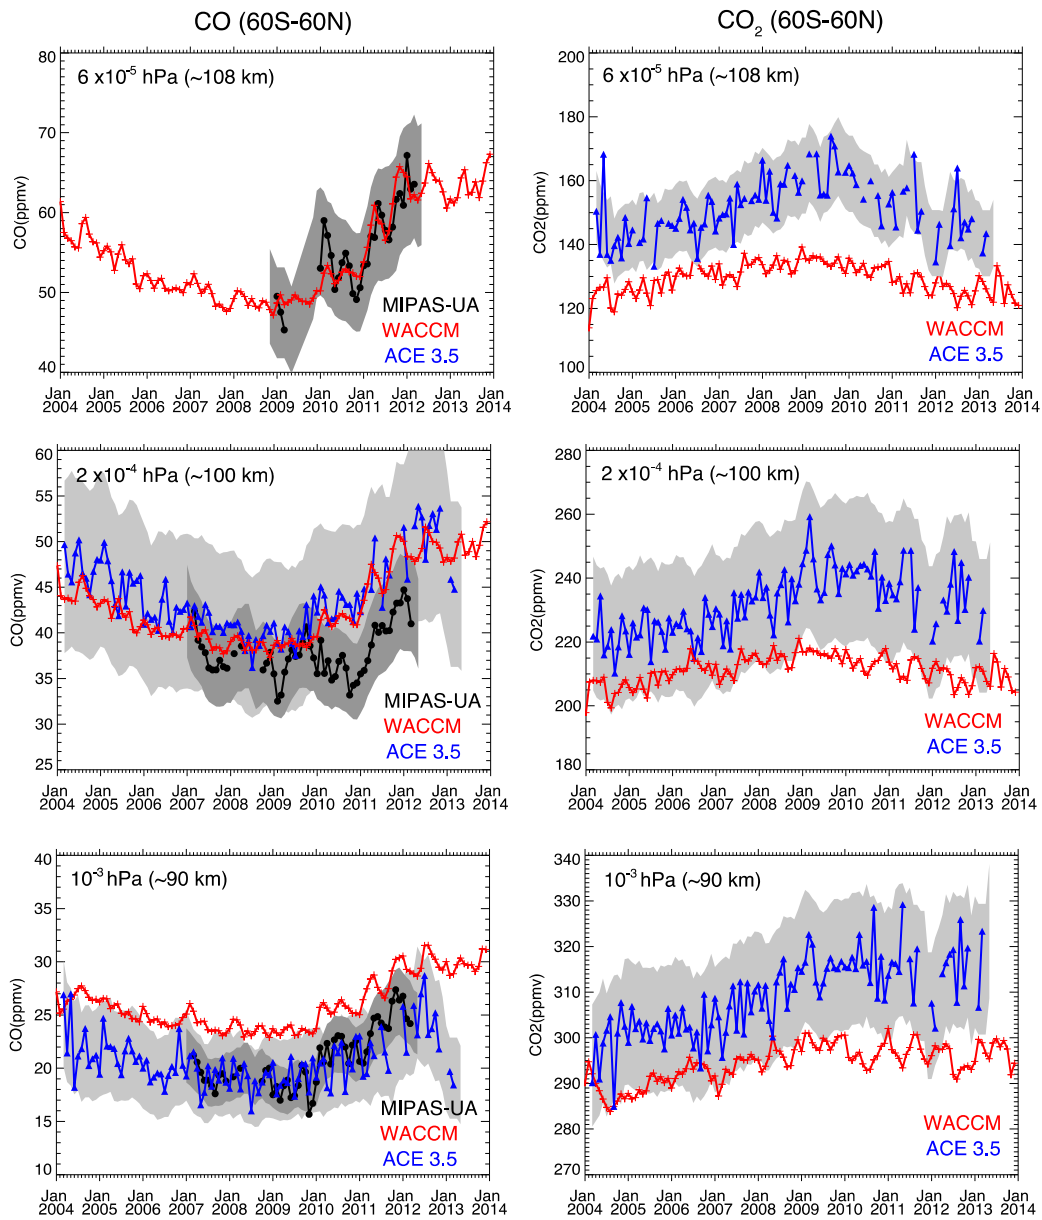 CO (60S-60N)
CO2 (60S-60N)
6 x10-5 hPa (~108 km)
CO(ppmv)
80
70
60
50
40
MIPAS-UA
WACCM
ACE 3.5
Jan Jan Jan Jan Jan Jan Jan Jan Jan Jan Jan
2004 2005 2006 2007 2008 2009 2010 2011 2012 2013 2014
6 x10-5 hPa (~108 km)
CO2(ppmv)
200
180
160
140
120
100
WACCM
ACE 3.5
Jan Jan Jan Jan Jan Jan Jan Jan Jan Jan Jan
2004 2005 2006 2007 2008 2009 2010 2011 2012 2013 2014
2 x10-4 hPa (~100 km)
CO(ppmv)
60
55
50
45
40
35
30
25
MIPAS-UA
WACCM
ACE 3.5
Jan Jan Jan Jan Jan Jan Jan Jan Jan Jan Jan
2004 2005 2006 2007 2008 2009 2010 2011 2012 2013 2014
2 x10-4 hPa (~100 km)
CO2(ppmv)
280
260
240
220
200
180
WACCM
ACE 3.5
Jan Jan Jan Jan Jan Jan Jan Jan Jan Jan Jan
2004 2005 2006 2007 2008 2009 2010 2011 2012 2013 2014
10-3 hPa (~90 km)
CO(ppmv)
40
35
30
25
20
15
10
MIPAS-UA
WACCM
ACE 3.5
Jan Jan Jan Jan Jan Jan Jan Jan Jan Jan Jan
2004 2005 2006 2007 2008 2009 2010 2011 2012 2013 2014
10-3 hPa (~90 km)
CO2(ppmv)
340
330
320
310
300
290
280
270
WACCM
ACE 3.5
Jan Jan Jan Jan Jan Jan Jan Jan Jan Jan Jan
2004 2005 2006 2007 2008 2009 2010 2011 2012 2013 2014